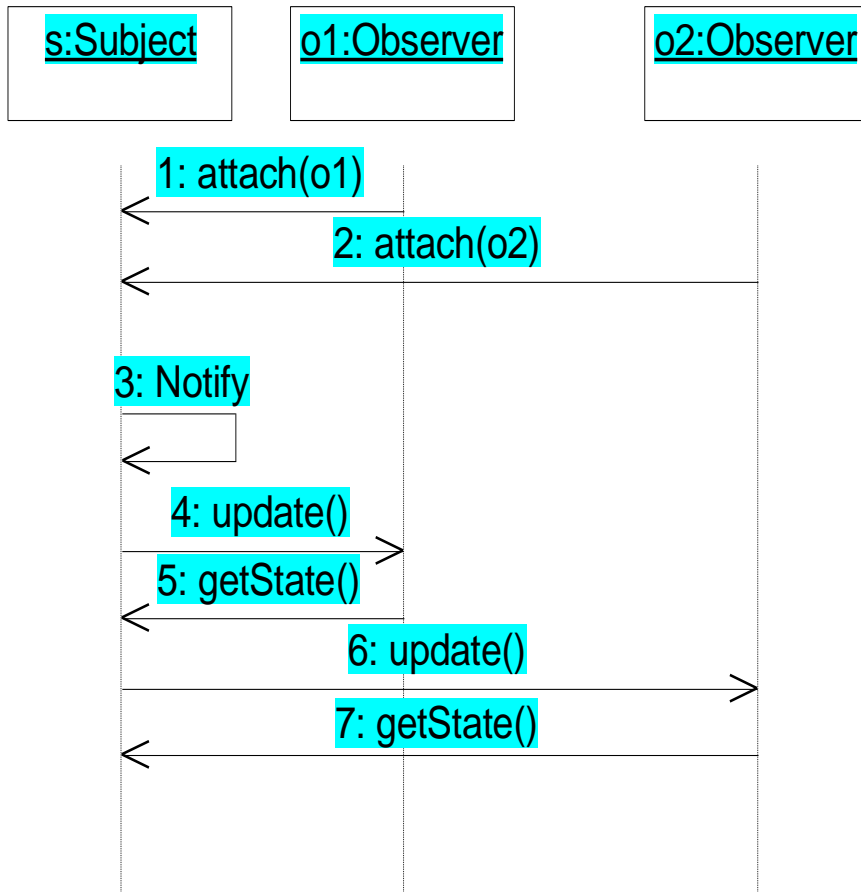 s:Subject
o1:Observer
o2:Observer
1: attach(o1)
2: attach(o2)
3: Notify
4: update()
5: getState()
6: update()
7: getState()